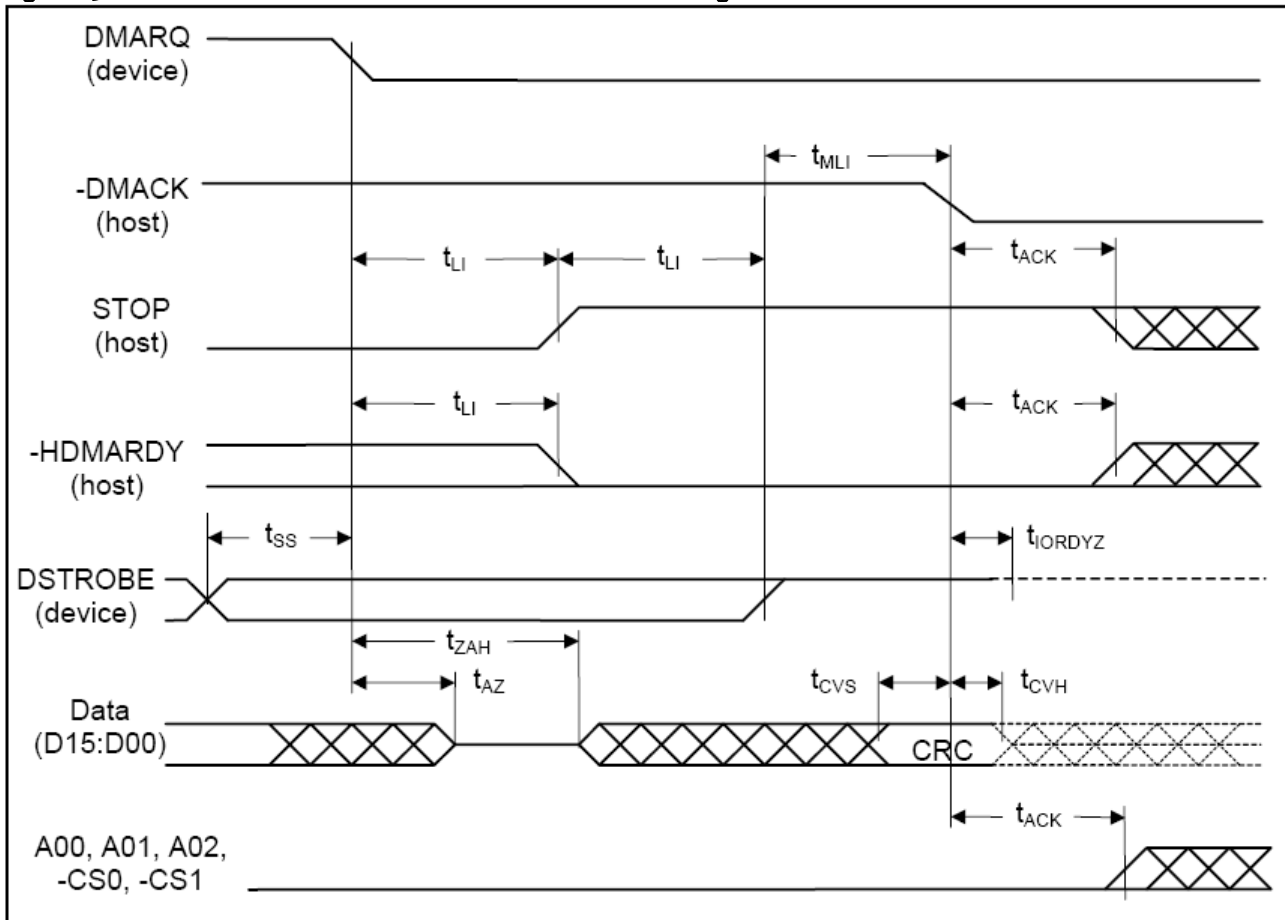 DMARQ
(device)
tMLI
-DMACK
(host)
tLI
tLI
tACK
STOP
(host)
tLI
tACK
-HDMARDY
(host)
tSS
tIORDYZ
DSTROBE
(device)
tZAH
tAZ
tCVS
tCVH
Data
(D15:D00)
CRC
tACK
A00, A01, A02,
-CS0, -CS1